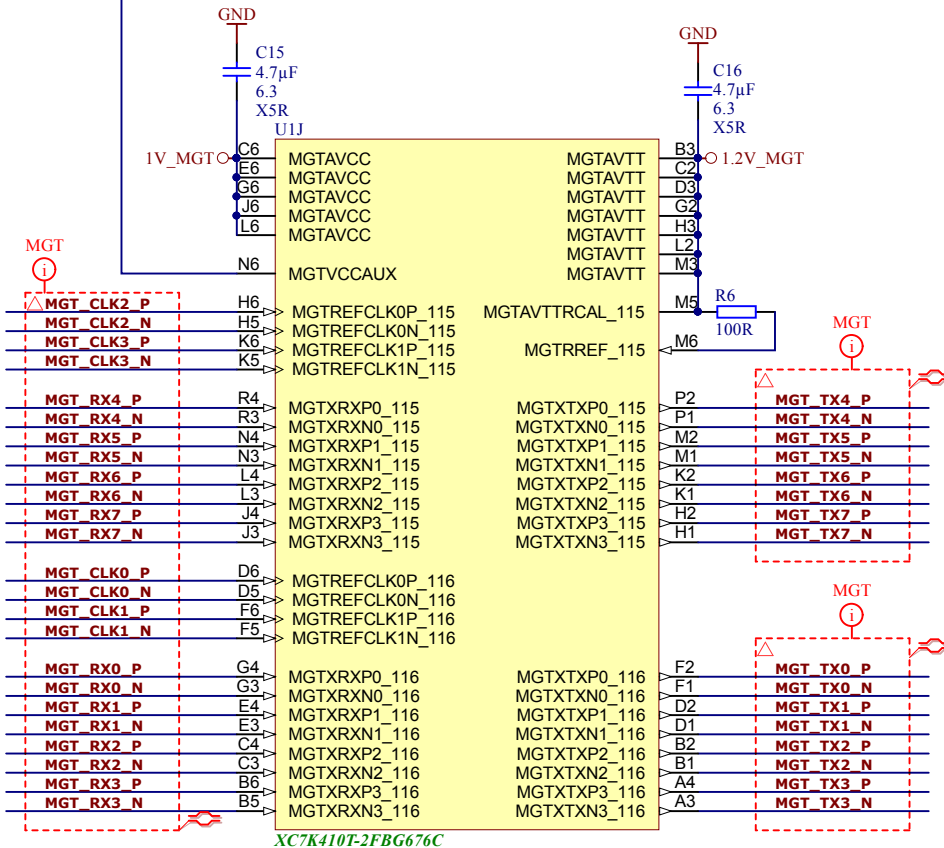 GND
C15
4.7µF
6.3
X5R
GND
C16
4.7µF
6.3
X5R
U1J
1V_MGT
C6 MGTAVCC
E6 MGTAVCC
G6 MGTAVCC
J6 MGTAVCC
L6 MGTAVCC
N6 MGTVCCAUX
MGTAVTT B3 1.2V_MGT
MGTAVTT C2
MGTAVTT D3
MGTAVTT G2
MGTAVTT H3
MGTAVTT L2
MGTAVTT M3
MGTAVTTRCAL_115 M5
R6
100R
MGTRREF_115 M6
MGT
i
MGT_CLK2_P H6 MGTREFCLK0P_115
MGT_CLK2_N H5 MGTREFCLK0N_115
MGT_CLK3_P K6 MGTREFCLK1P_115
MGT_CLK3_N K5 MGTREFCLK1N_115
MGT_RX4_P R4 MGTXRXP0_115
MGT_RX4_N R3 MGTXRXN0_115
MGT_RX5_P N4 MGTXRXP1_115
MGT_RX5_N N3 MGTXRXN1_115
MGT_RX6_P L4 MGTXRXP2_115
MGT_RX6_N L3 MGTXRXN2_115
MGT_RX7_P J4 MGTXRXP3_115
MGT_RX7_N J3 MGTXRXN3_115
MGT_CLK0_P D6 MGTREFCLK0P_116
MGT_CLK0_N D5 MGTREFCLK0N_116
MGT_CLK1_P F6 MGTREFCLK1P_116
MGT_CLK1_N F5 MGTREFCLK1N_116
MGT_RX0_P G4 MGTXRXP0_116
MGT_RX0_N G3 MGTXRXN0_116
MGT_RX1_P E4 MGTXRXP1_116
MGT_RX1_N E3 MGTXRXN1_116
MGT_RX2_P C4 MGTXRXP2_116
MGT_RX2_N C3 MGTXRXN2_116
MGT_RX3_P B6 MGTXRXP3_116
MGT_RX3_N B5 MGTXRXN3_116
MGT
i
MGTXTXP0_115 P2 MGT_TX4_P
MGTXTXN0_115 P1 MGT_TX4_N
MGTXTXP1_115 M2 MGT_TX5_P
MGTXTXN1_115 M1 MGT_TX5_N
MGTXTXP2_115 K2 MGT_TX6_P
MGTXTXN2_115 K1 MGT_TX6_N
MGTXTXP3_115 H2 MGT_TX7_P
MGTXTXN3_115 H1 MGT_TX7_N
MGT
i
MGTXTXP0_116 F2 MGT_TX0_P
MGTXTXN0_116 F1 MGT_TX0_N
MGTXTXP1_116 D2 MGT_TX1_P
MGTXTXN1_116 D1 MGT_TX1_N
MGTXTXP2_116 B2 MGT_TX2_P
MGTXTXN2_116 B1 MGT_TX2_N
MGTXTXP3_116 A4 MGT_TX3_P
MGTXTXN3_116 A3 MGT_TX3_N
XC7K410T-2FBG676C